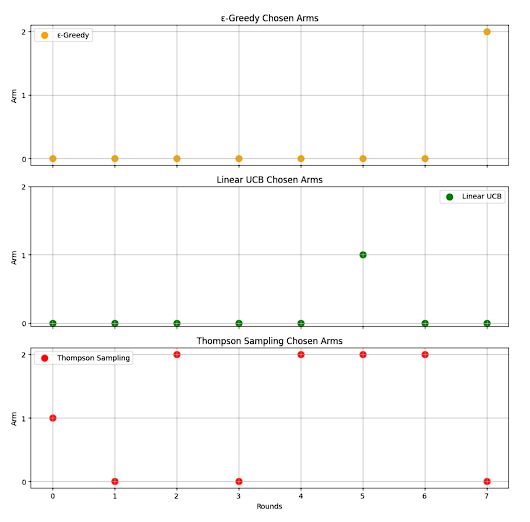 ε-Greedy Chosen Arms
ε-Greedy
2
1
0
Arm
Linear UCB Chosen Arms
Linear UCB
2
1
0
Arm
Thompson Sampling Chosen Arms
Thompson Sampling
2
1
0
Arm
0 1 2 3 4 5 6 7
Rounds